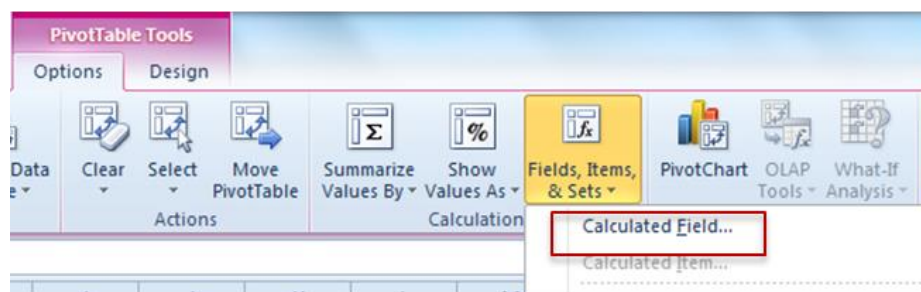 PivotTable Tools
Options Design
Data Clear Select Move PivotTable Summarize Values By Show Values As Fields, Items, & Sets PivotChart OLAP Tools What-If Analysis
Actions Calculation
Calculated Field...
Calculated Item...